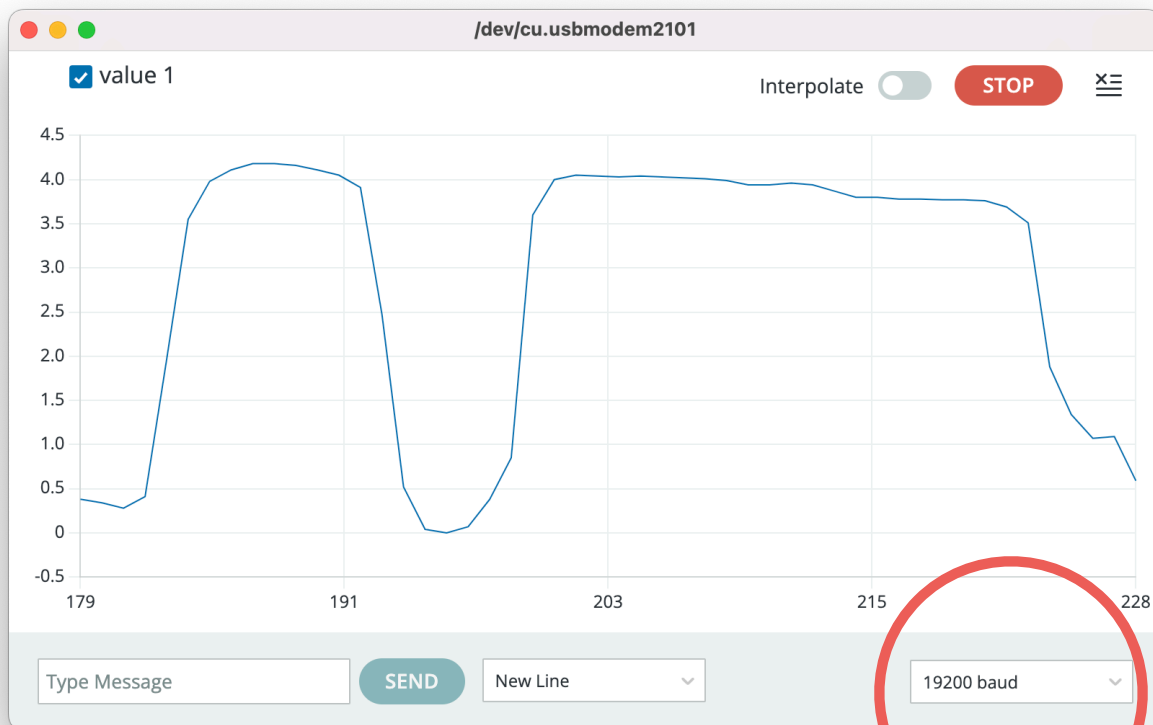 /dev/cu.usbmodem2101
value 1
Interpolate
STOP
4.5
4.0
3.5
3.0
2.5
2.0
1.5
1.0
0.5
0
-0.5
179 191 203 215 228
Type Message SEND New Line 19200 baud